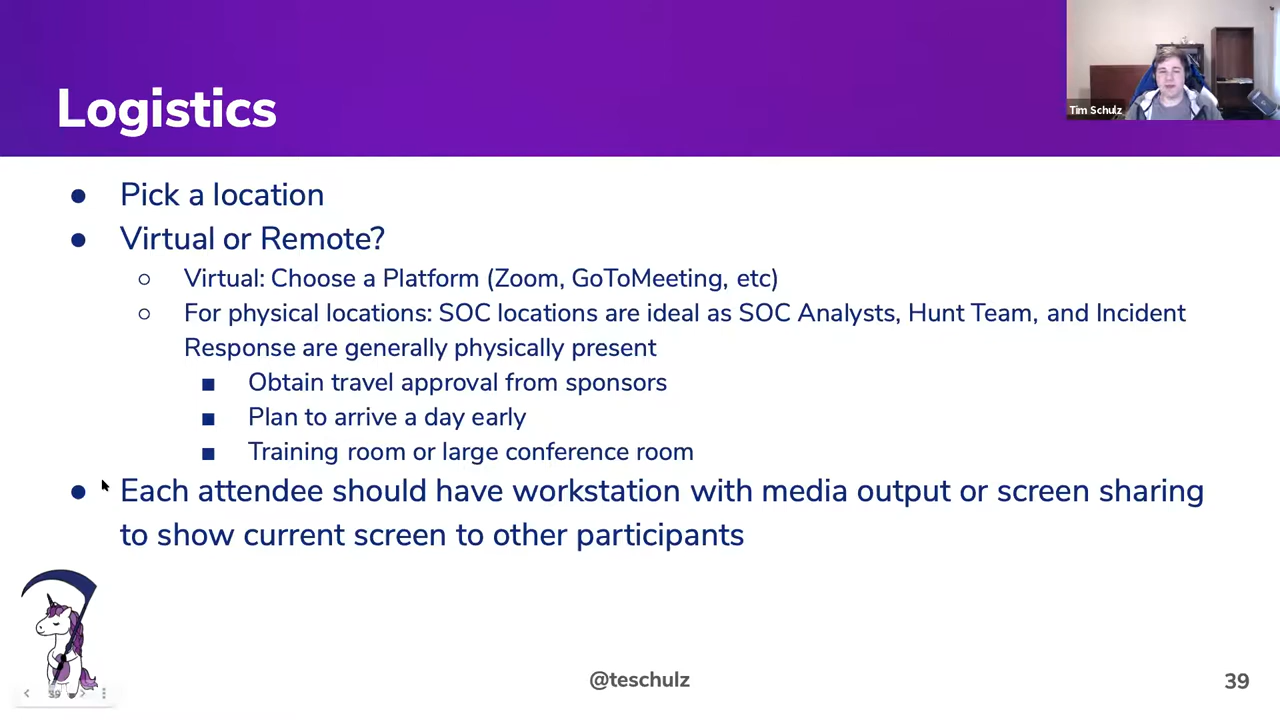 Logistics
Tim Schulz
Pick a location
Virtual or Remote?
Virtual: Choose a Platform (Zoom, GoToMeeting, etc)
For physical locations: SOC locations are ideal as SOC Analysts, Hunt Team, and Incident
Response are generally physically present
Obtain travel approval from sponsors
Plan to arrive a day early
Training room or large conference room
Each attendee should have workstation with media output or screen sharing
to show current screen to other participants
39
@teschulz
39